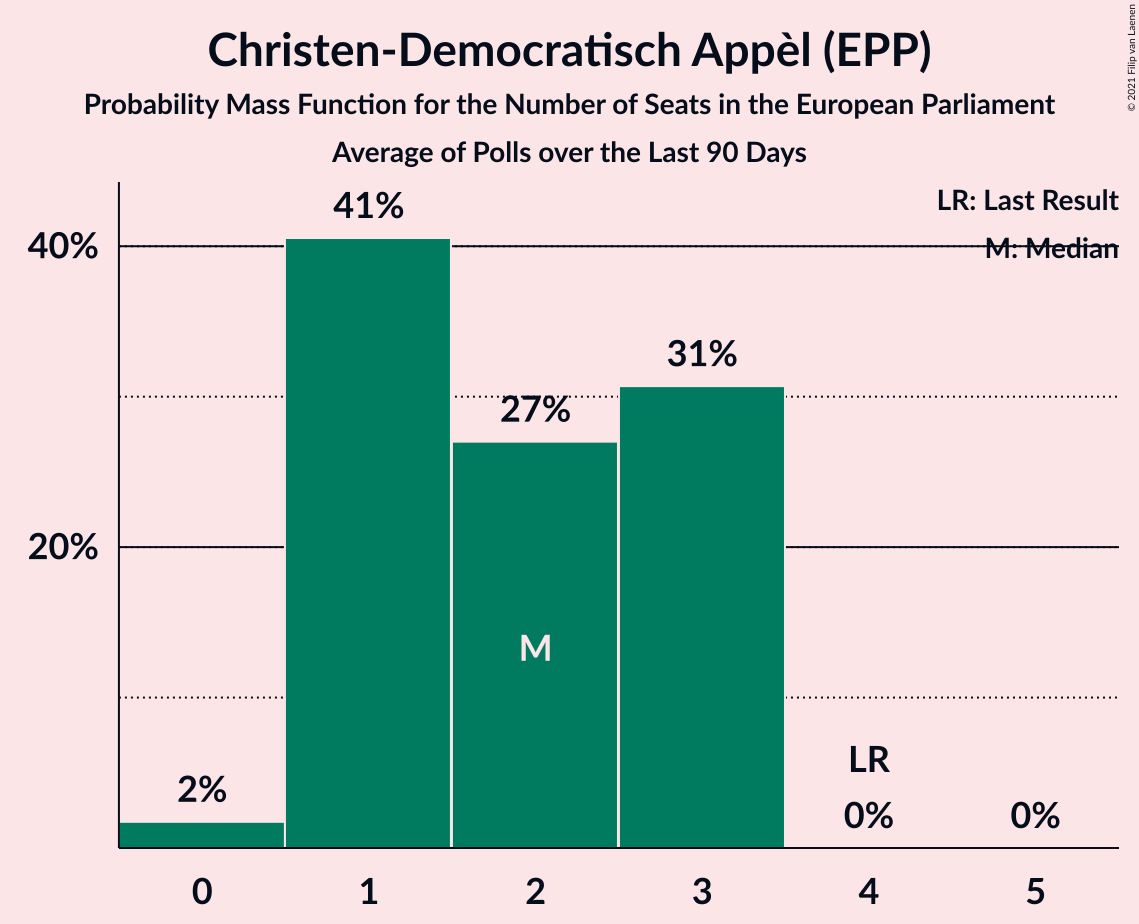 Christen-Democratisch Appèl (EPP)
Probability Mass Function for the Number of Seats in the European Parliament
Average of Polls over the Last 90 Days
© 2021 Filip van Laenen
LR: Last Result
M: Median
40%
20%
2%
41%
27%
31%
0%
0%
M
LR
0
1
2
3
4
5